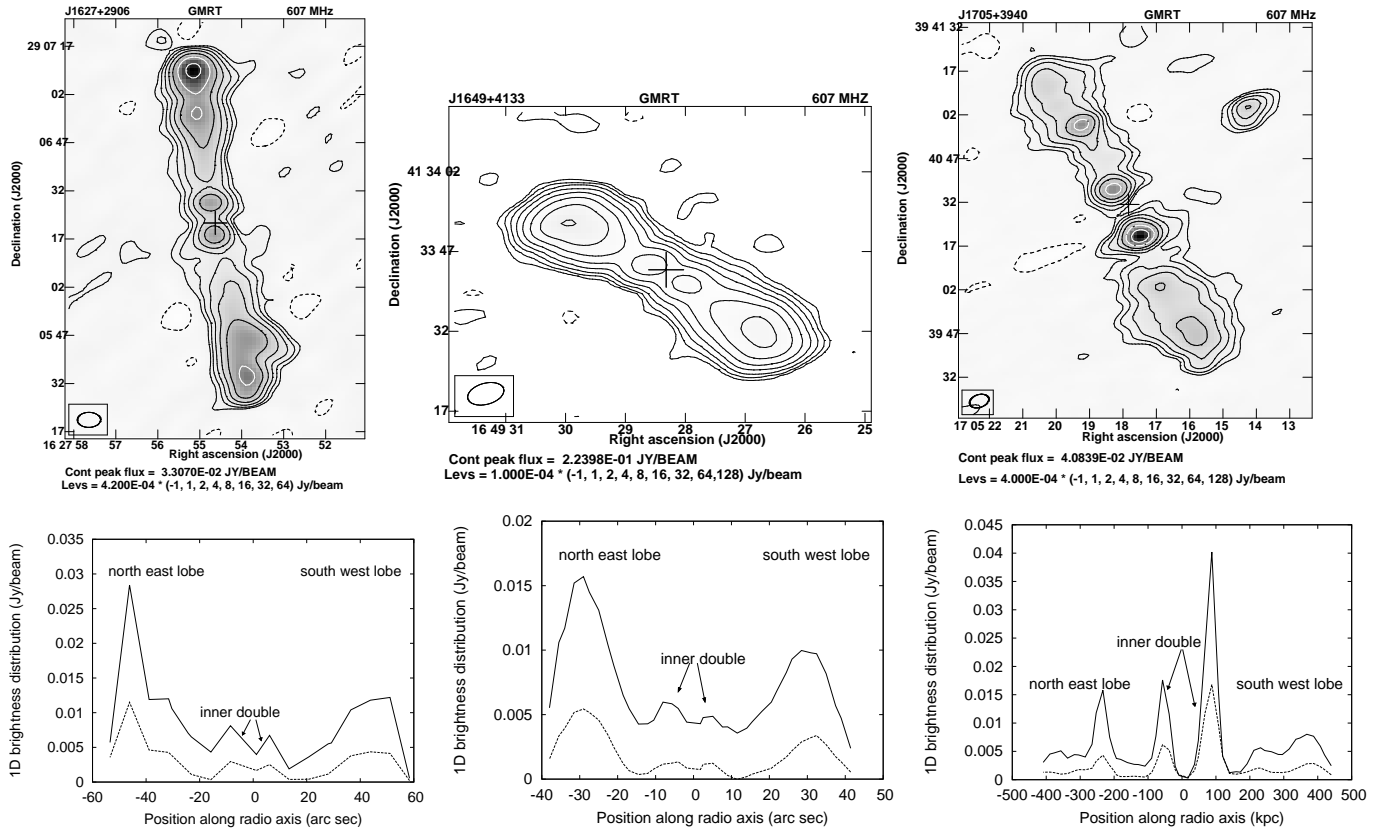 J1627+2906 GMRT 607 MHz
29 07 17
02
06 47
32
17
02
05 47
32
17
Declination (J2000)
16 27 58 57 56 55 54 53 52
Right ascension (J2000)
Cont peak flux = 3.3070E-02 JY/BEAM
Levs = 4.200E-04 * (-1, 1, 2, 4, 8, 16, 32, 64) Jy/beam
J1649+4133 GMRT 607 MHZ
41 34 02
33 47
32
17
Declination (J2000)
16 49 31 30 29 28 27 26 25
Right ascension (J2000)
Cont peak flux = 2.2398E-01 JY/BEAM
Levs = 1.000E-04 * (-1, 1, 2, 4, 8, 16, 32, 64,128) Jy/beam
J1705+3940 GMRT 607 MHz
39 41 32
17
02
40 47
32
17
02
39 47
32
Declination (J2000)
17 05 22 21 20 19 18 17 16 15 14 13
Right ascension (J2000)
Cont peak flux = 4.0839E-02 JY/BEAM
Levs = 4.000E-04 * (-1, 1, 2, 4, 8, 16, 32, 64, 128) Jy/beam
1D brightness distribution (Jy/beam)
0.035
0.03
0.025
0.02
0.015
0.01
0.005
0
north east lobe
south west lobe
inner double
-60 -40 -20 0 20 40 60
Position along radio axis (arc sec)
1D brightness distribution (Jy/beam)
0.02
0.015
0.01
0.005
0
north east lobe
south west lobe
inner double
-40 -30 -20 -10 0 10 20 30 40 50
Position along radio axis (arc sec)
1D brightness distribution (Jy/beam)
0.045
0.04
0.035
0.03
0.025
0.02
0.015
0.01
0.005
0
inner double
north east lobe
south west lobe
-500 -400 -300 -200 -100 0 100 200 300 400 500
Position along radio axis (kpc)